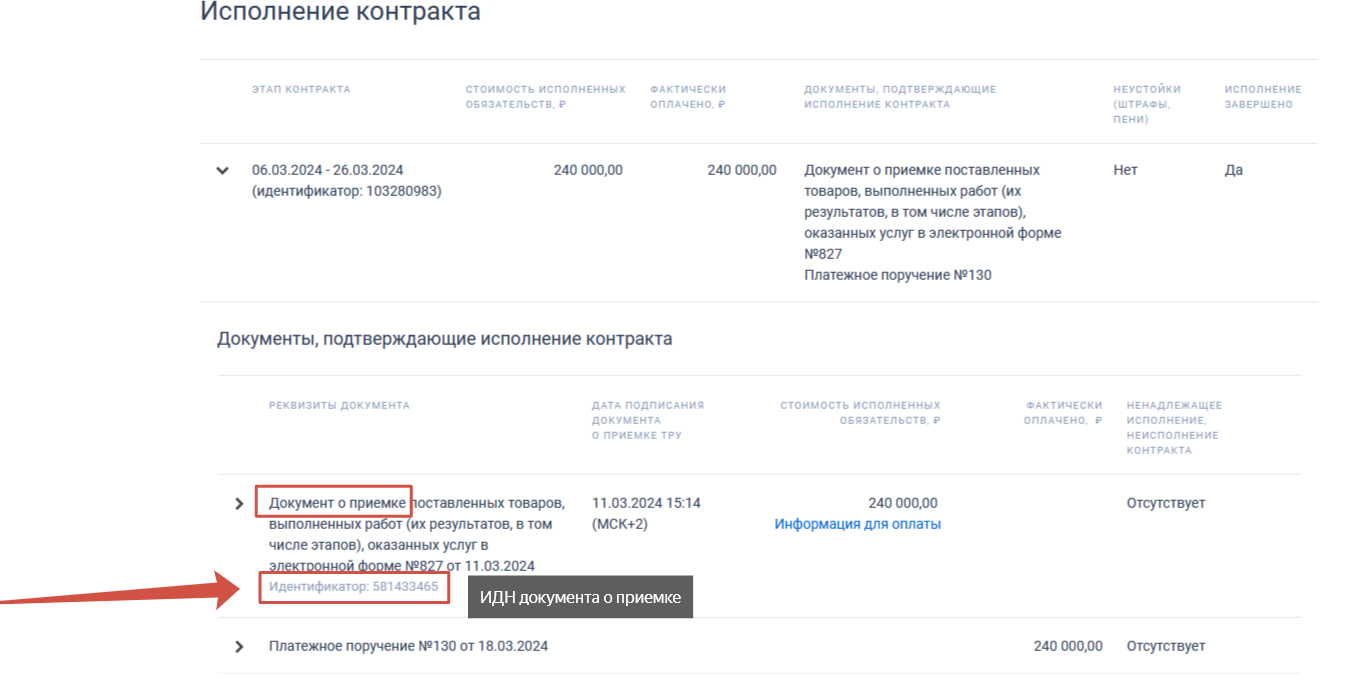 Исполнение контракта
ЭТАП КОНТРАКТА
СТОИМОСТЬ ИСПОЛНЕННЫХ
ОБЯЗАТЕЛЬСТВ, ₽
ФАКТИЧЕСКИ
ОПЛАЧЕНО, ₽
ДОКУМЕНТЫ, ПОДТВЕРЖДАЮЩИЕ
ИСПОЛНЕНИЕ КОНТРАКТА
НЕУСТОЙКИ
(ШТРАФЫ,
ПЕНИ)
ИСПОЛНЕНИЕ
ЗАВЕРШЕНО
06.03.2024 - 26.03.2024
(идентификатор: 103280983)
240 000,00
240 000,00
Документ о приемке поставленных
товаров, выполненных работ (их
результатов, в том числе этапов),
оказанных услуг в электронной форме
№827
Платежное поручение №130
Нет
Да
Документы, подтверждающие исполнение контракта
РЕКВИЗИТЫ ДОКУМЕНТА
ДАТА ПОДПИСАНИЯ
ДОКУМЕНТА
О ПРИЕМКЕ ТРУ
СТОИМОСТЬ ИСПОЛНЕННЫХ
ОБЯЗАТЕЛЬСТВ, ₽
ФАКТИЧЕСКИ
ОПЛАЧЕНО, ₽
НЕНАДЛЕЖАЩЕЕ
ИСПОЛНЕНИЕ,
НЕИСПОЛНЕНИЕ
КОНТРАКТА
Документ о приемке поставленных товаров,
выполненных работ (их результатов, в том
числе этапов), оказанных услуг в
электронной форме №827 от 11.03.2024
Идентификатор: 581433465
11.03.2024 15:14
(МСК+2)
240 000,00
Информация для оплаты
Отсутствует
ИДН документа о приемке
Платежное поручение №130 от 18.03.2024
240 000,00
Отсутствует